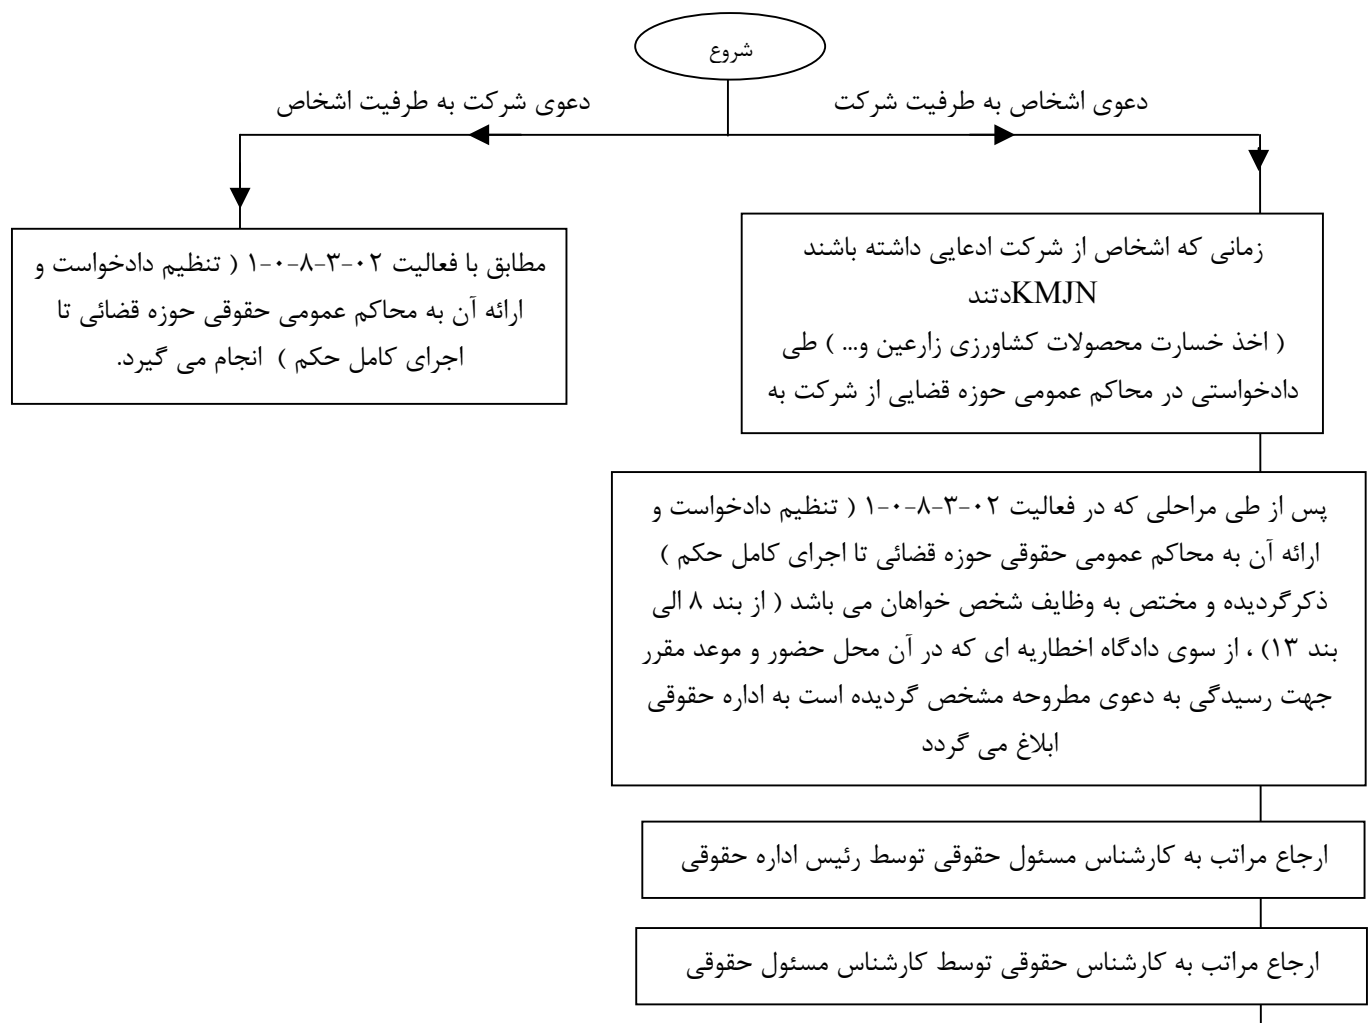 شروع
دعوی اشخاص به طرفیت شرکت
دعوی شرکت به طرفیت اشخاص
زمانی که اشخاص از شرکت ادعایی داشته باشند
KMJNدتند
( اخذ خسارت محصولات کشاورزی زارعین و... ) طی
دادخواستی در محاکم عمومی حوزه قضایی از شرکت به
مطابق با فعالیت ۰۲-۳-۸-۰-۱ ( تنظیم دادخواست و
ارائه آن به محاکم عمومی حقوقی حوزه قضائی تا
اجرای کامل حکم ) انجام می گیرد.
پس از طی مراحلی که در فعالیت ۰۲-۳-۸-۰-۱ ( تنظیم دادخواست و
ارائه آن به محاکم عمومی حقوقی حوزه قضائی تا اجرای کامل حکم )
ذکرگردیده و مختص به وظایف شخص خواهان می باشد ( از بند ۸ الی
بند ۱۳) ، از سوی دادگاه اخطاریه ای که در آن محل حضور و موعد مقرر
جهت رسیدگی به دعوی مطروحه مشخص گردیده است به اداره حقوقی
ابلاغ می گردد
ارجاع مراتب به کارشناس مسئول حقوقی توسط رئیس اداره حقوقی
ارجاع مراتب به کارشناس حقوقی توسط کارشناس مسئول حقوقی